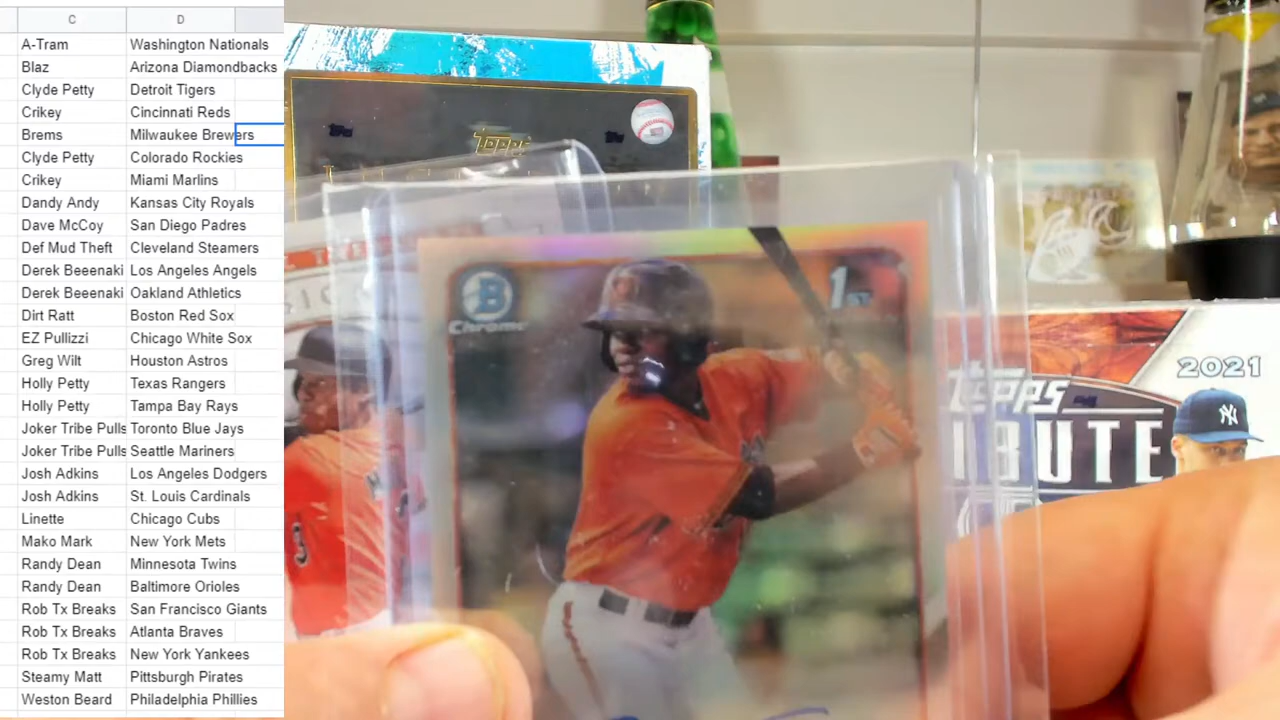 C D
A-Tram Washington Nationals
Blaz Arizona Diamondbacks
Clyde Petty Detroit Tigers
Crikey Cincinnati Reds
Brems Milwaukee Brewers
Clyde Petty Colorado Rockies
Crikey Miami Marlins
Dandy Andy Kansas City Royals
Dave McCoy San Diego Padres
Def Mud Theft Cleveland Steamers
Derek Beeenaki Los Angeles Angels
Derek Beeenaki Oakland Athletics
Dirt Ratt Boston Red Sox
EZ Pullizzi Chicago White Sox
Greg Wilt Houston Astros
Holly Petty Texas Rangers
Holly Petty Tampa Bay Rays
Joker Tribe Pulls Toronto Blue Jays
Joker Tribe Pulls Seattle Mariners
Josh Adkins Los Angeles Dodgers
Josh Adkins St. Louis Cardinals
Linette Chicago Cubs
Mako Mark New York Mets
Randy Dean Minnesota Twins
Randy Dean Baltimore Orioles
Rob Tx Breaks San Francisco Giants
Rob Tx Breaks Atlanta Braves
Rob Tx Breaks New York Yankees
Steamy Matt Pittsburgh Pirates
Weston Beard Philadelphia Phillies
Topps
B
Chrome
1st
2021
Topps
NY